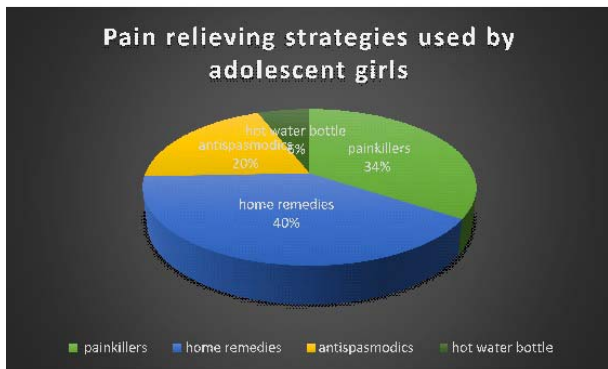 Pain relieving strategies used by
adolescent girls
hot water bottle
6%
antispasmodics
20%
painkillers
34%
home remedies
40%
painkillers home remedies antispasmodics hot water bottle